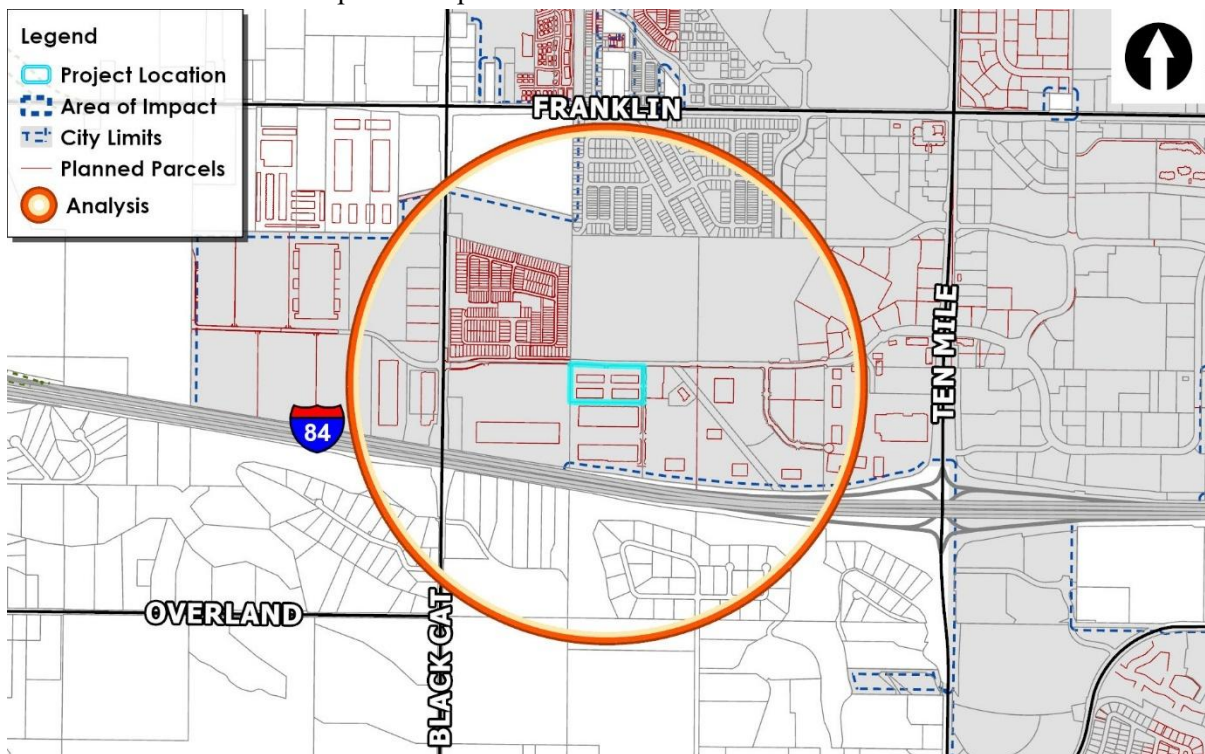 Legend
Project Location
Area of Impact
City Limits
Planned Parcels
Analysis
FRANKLIN
TEN MILE
84
OVERLAND
BLACK CAT